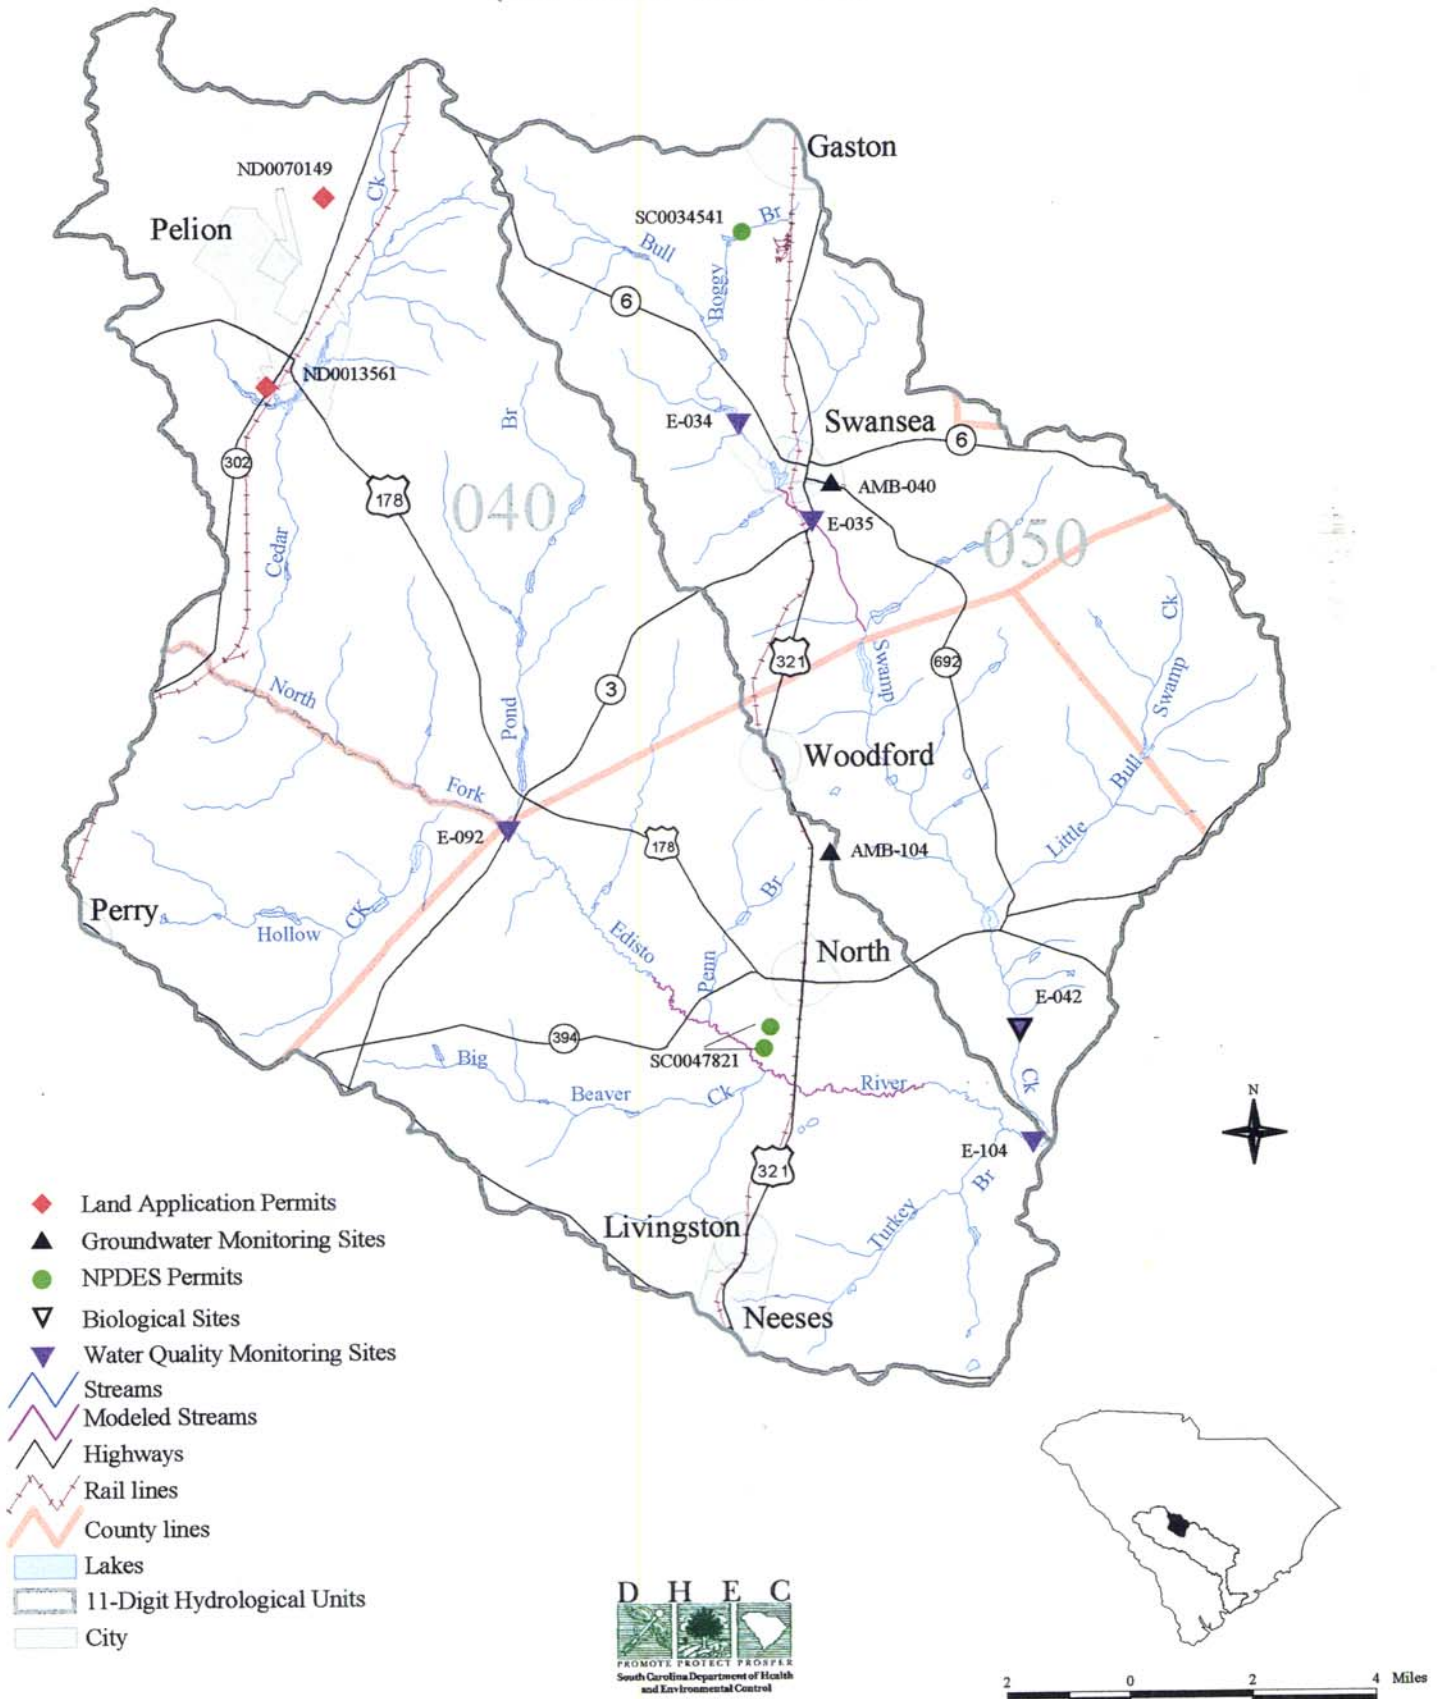 Gaston
ND0070149
Ck
Pelion
SC0034541
Br
Bull
Boggy
6
ND0013561
Br
E-034
Swansea
6
302
178
040
AMB-040
E-035
050
Cedar
Ck
Swamp
321
692
Swamp
North
3
Pond
Woodford
Bull
Fork
E-092
178
Little
AMB-104
Br
Perry
CK
Hollow
Edisto
North
Penn
E-042
394
SC0047821
Big
River
Ck
Beaver
Ck
N
E-104
321
Br
Turkey
Livingston
Neeses
Land Application Permits
Groundwater Monitoring Sites
NPDES Permits
Biological Sites
Water Quality Monitoring Sites
Streams
Modeled Streams
Highways
Rail lines
County lines
Lakes
11-Digit Hydrological Units
City
D H E C
PROMOTE PROTECT PROSPER
South Carolina Department of Health
and Environmental Control
2 0 2 4 Miles